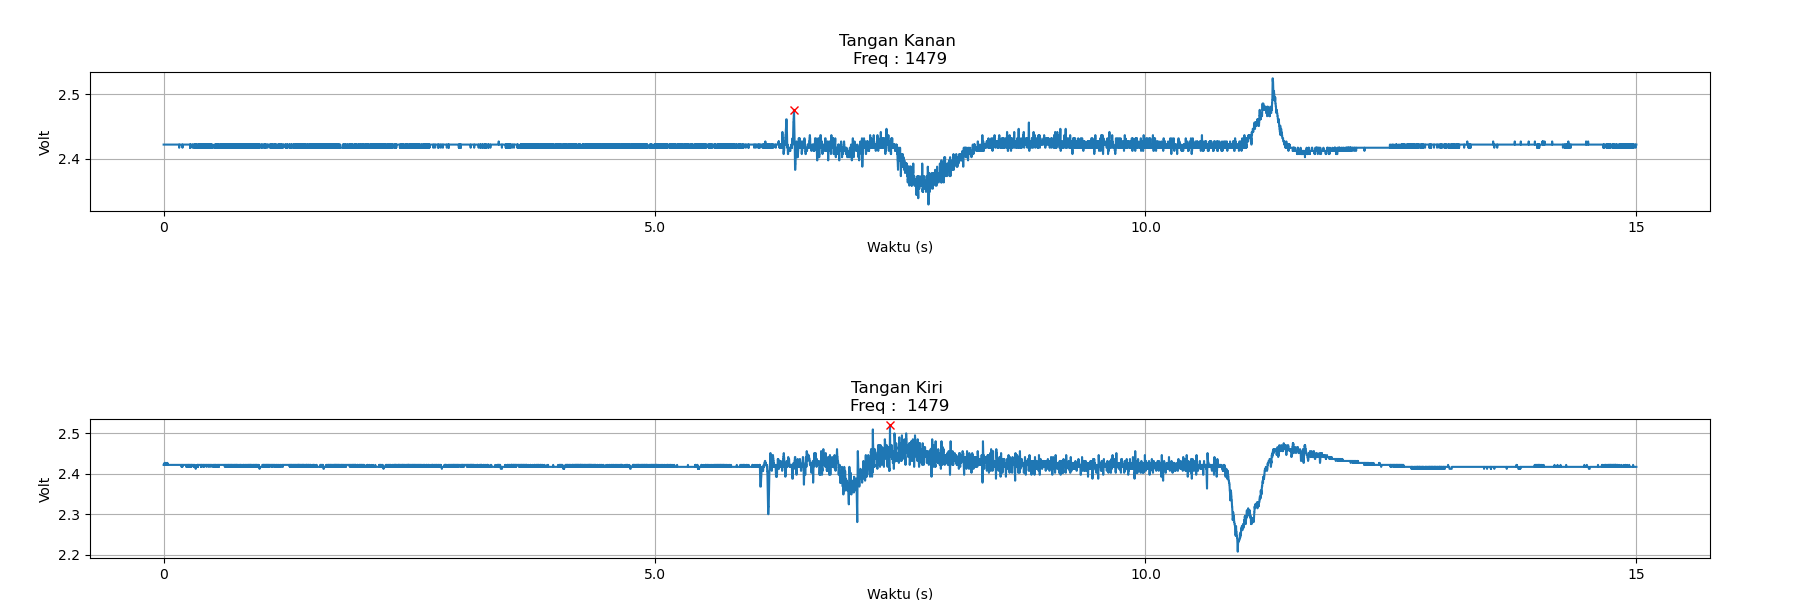 Tangan Kanan
Freq : 1479
Volt
2.5
2.4
0
5.0
10.0
15
Waktu (s)
Tangan Kiri
Freq :  1479
Volt
2.5
2.4
2.3
2.2
0
5.0
10.0
15
Waktu (s)